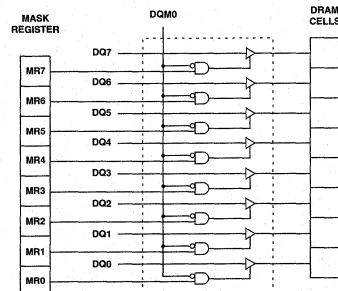 MASK
REGISTER
DQM0
DRAM
CELLS
DQ7
MR7
DQ6
MR6
DQ5
MR5
DQ4
MR4
DQ3
MR3
DQ2
MR2
DQ1
MR1
DQ0
MR0